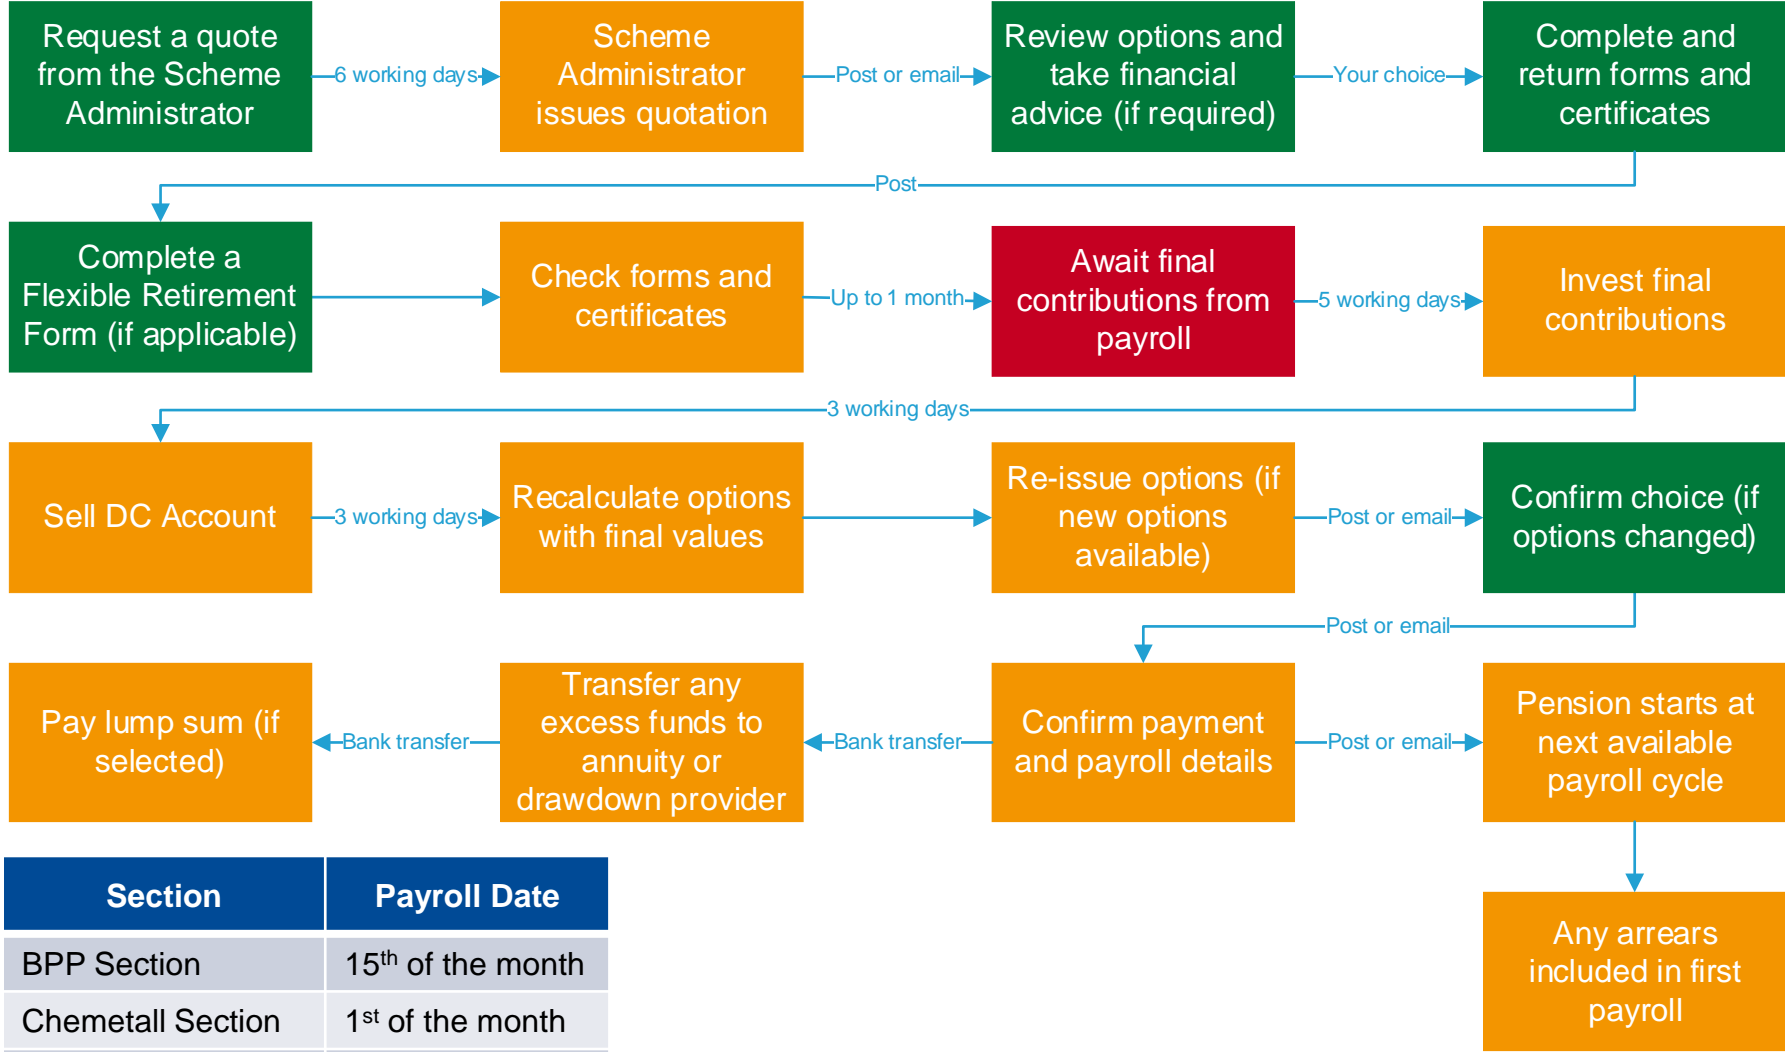 Request a quote
from the Scheme
Administrator
6 working days
Scheme
Administrator
issues quotation
Post or email
Review options and
take financial
advice (if required)
Your choice
Complete and
return forms and
certificates
Post
Complete a
Flexible Retirement
Form (if applicable)
Check forms and
certificates
Up to 1 month
Await final
contributions from
payroll
5 working days
Invest final
contributions
3 working days
Sell DC Account
3 working days
Recalculate options
with final values
Re-issue options (if
new options
available)
Post or email
Confirm choice (if
options changed)
Post or email
Pay lump sum (if
selected)
Bank transfer
Transfer any
excess funds to
annuity or
drawdown provider
Bank transfer
Confirm payment
and payroll details
Post or email
Pension starts at
next available
payroll cycle
Any arrears
included in first
payroll
Section Payroll Date
BPP Section 15th of the month
Chemetall Section 1st of the month